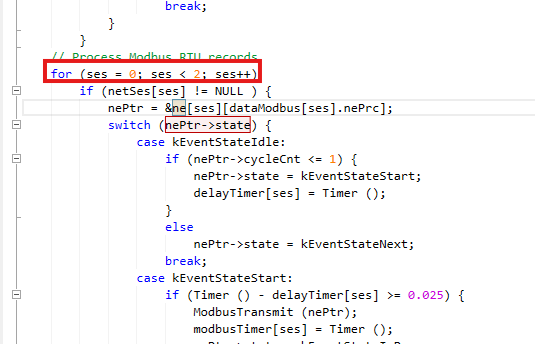 break;
}
}
// Process Modbus RTU records
for (ses = 0; ses < 2; ses++)
if (netSes[ses] != NULL ) {
nePtr = &ne[ses][dataModbus[ses].nePrc];
switch (nePtr->state) {
case kEventStateIdle:
if (nePtr->cycleCnt <= 1) {
nePtr->state = kEventStateStart;
delayTimer[ses] = Timer ();
}
else
nePtr->state = kEventStateNext;
break;
case kEventStateStart:
if (Timer () - delayTimer[ses] >= 0.025) {
ModbusTransmit (nePtr);
modbusTimer[ses] = Timer ();